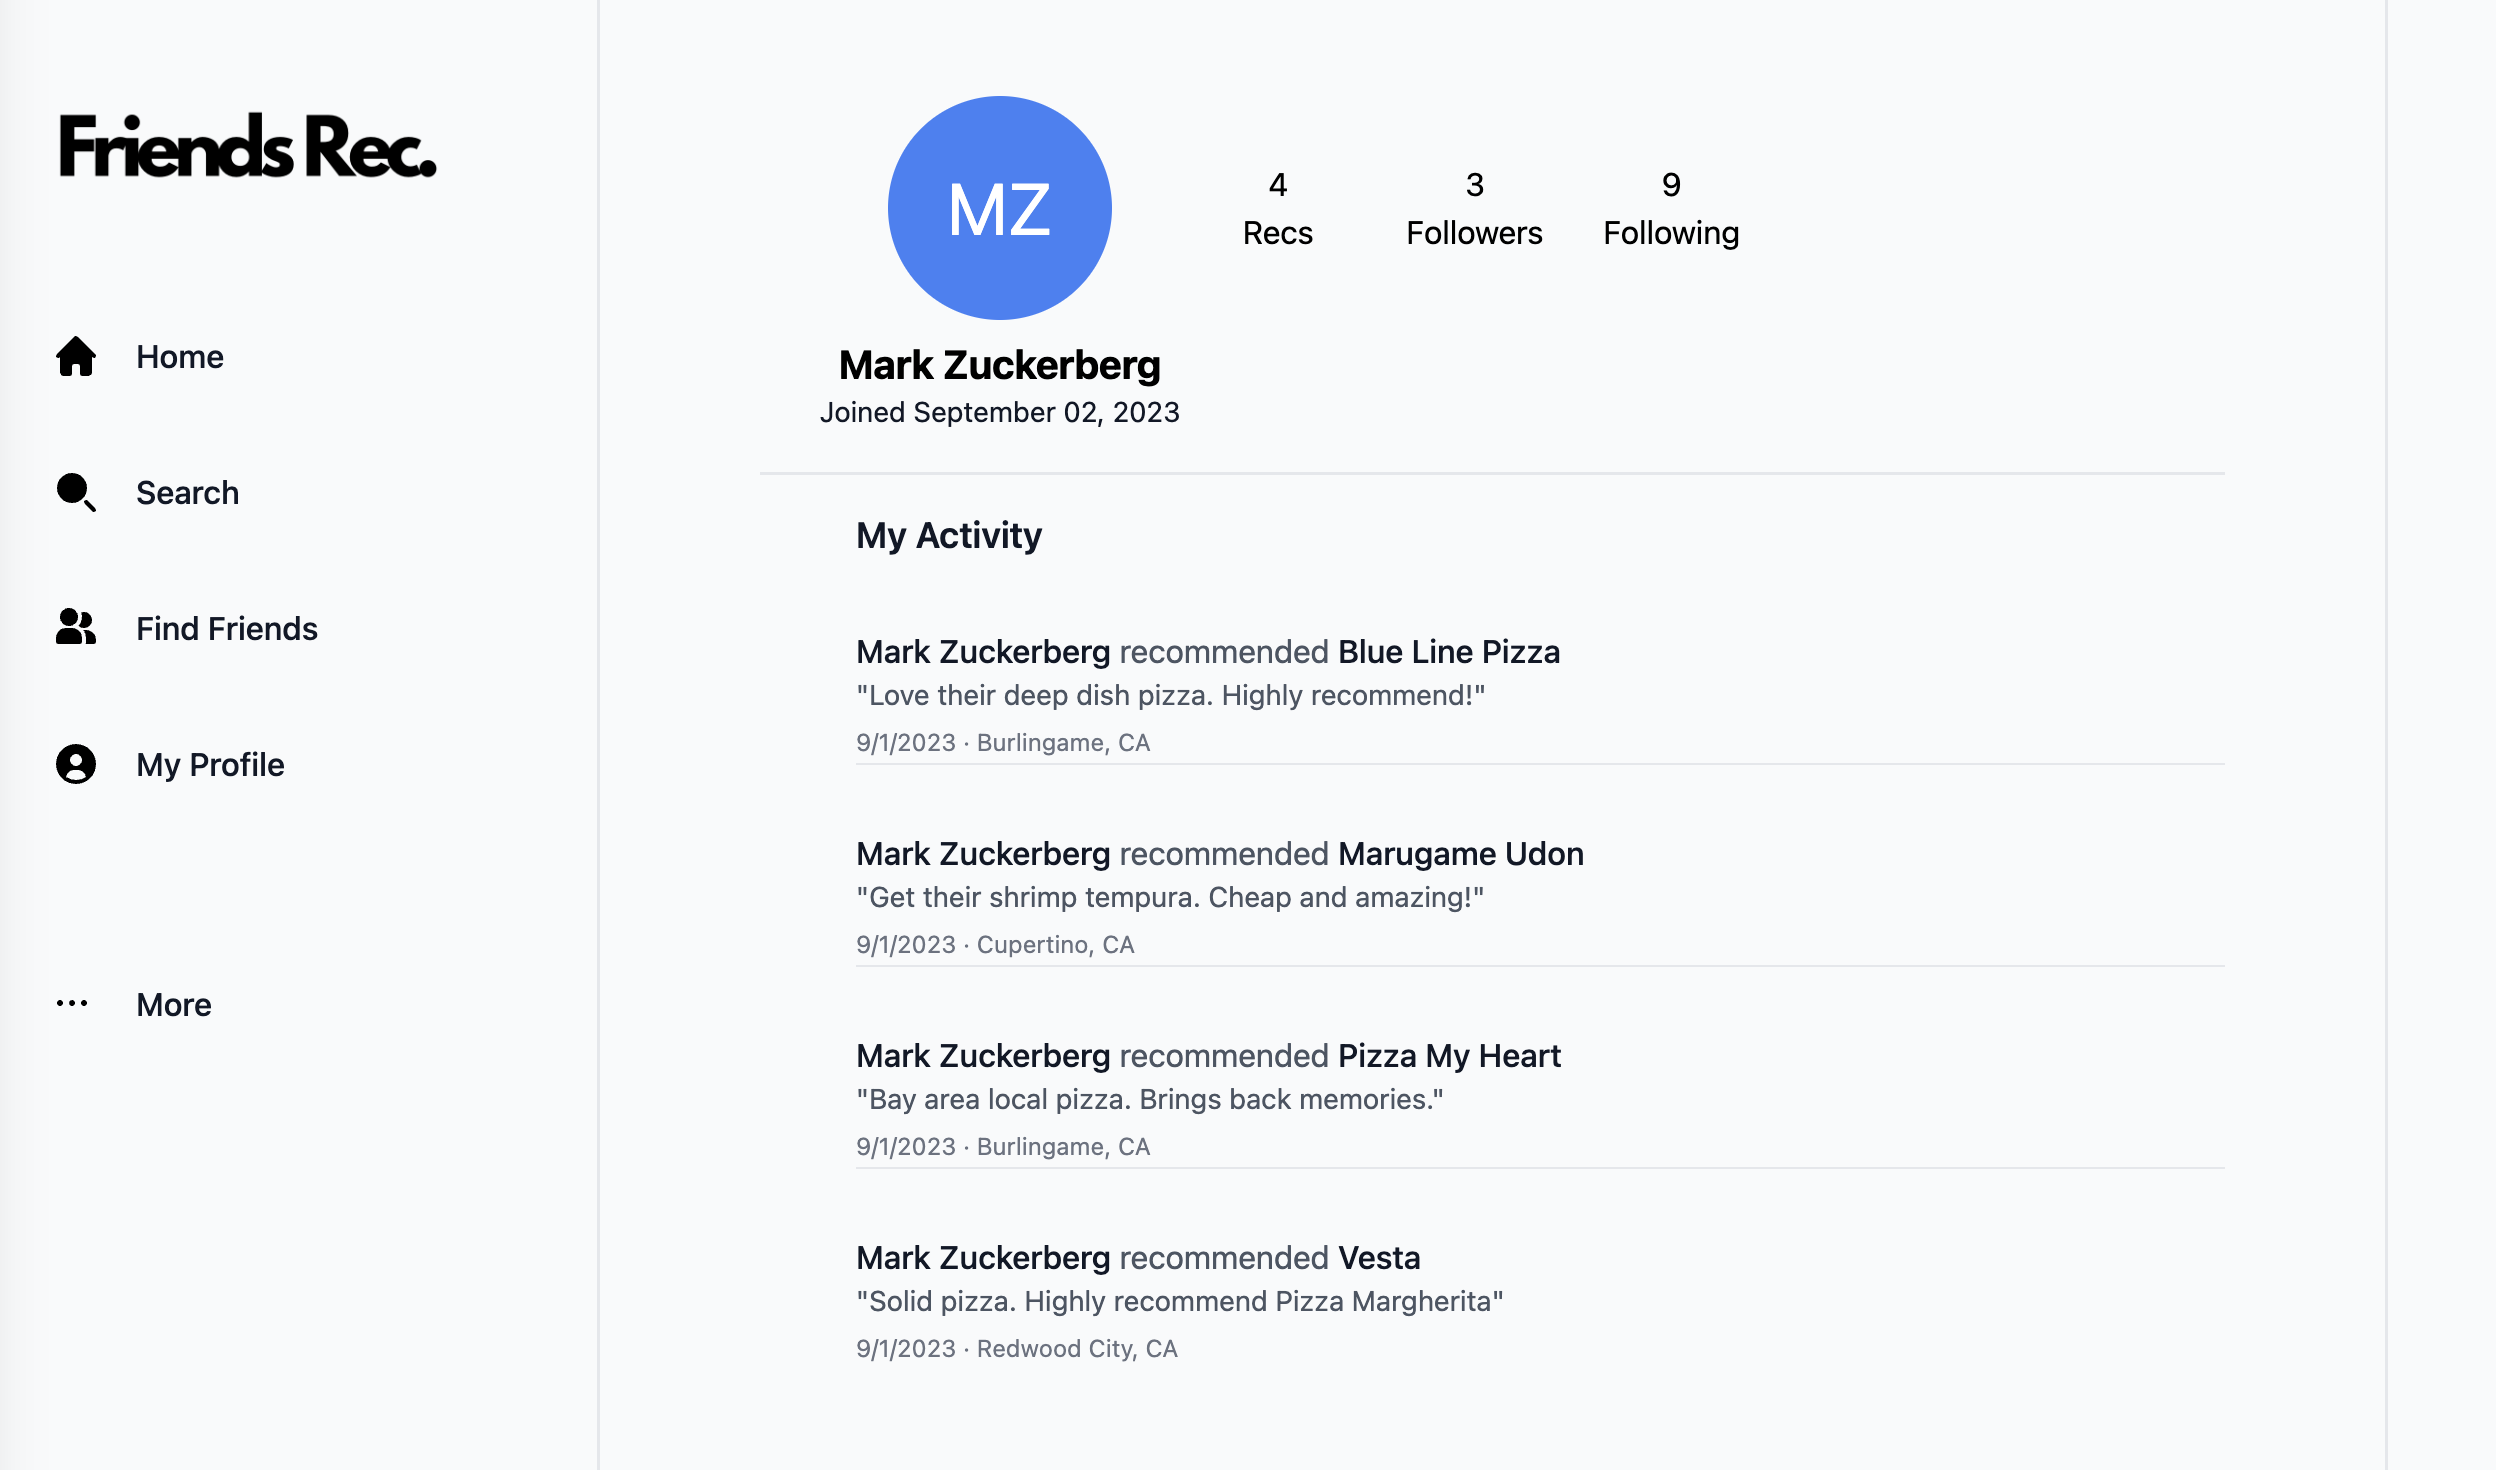 Friends Rec.
Home
Search
Find Friends
My Profile
More
MZ
4
Recs
3
Followers
9
Following
Mark Zuckerberg
Joined September 02, 2023
My Activity
Mark Zuckerberg recommended Blue Line Pizza
"Love their deep dish pizza. Highly recommend!"
9/1/2023 · Burlingame, CA
Mark Zuckerberg recommended Marugame Udon
"Get their shrimp tempura. Cheap and amazing!"
9/1/2023 · Cupertino, CA
Mark Zuckerberg recommended Pizza My Heart
"Bay area local pizza. Brings back memories."
9/1/2023 · Burlingame, CA
Mark Zuckerberg recommended Vesta
"Solid pizza. Highly recommend Pizza Margherita"
9/1/2023 · Redwood City, CA